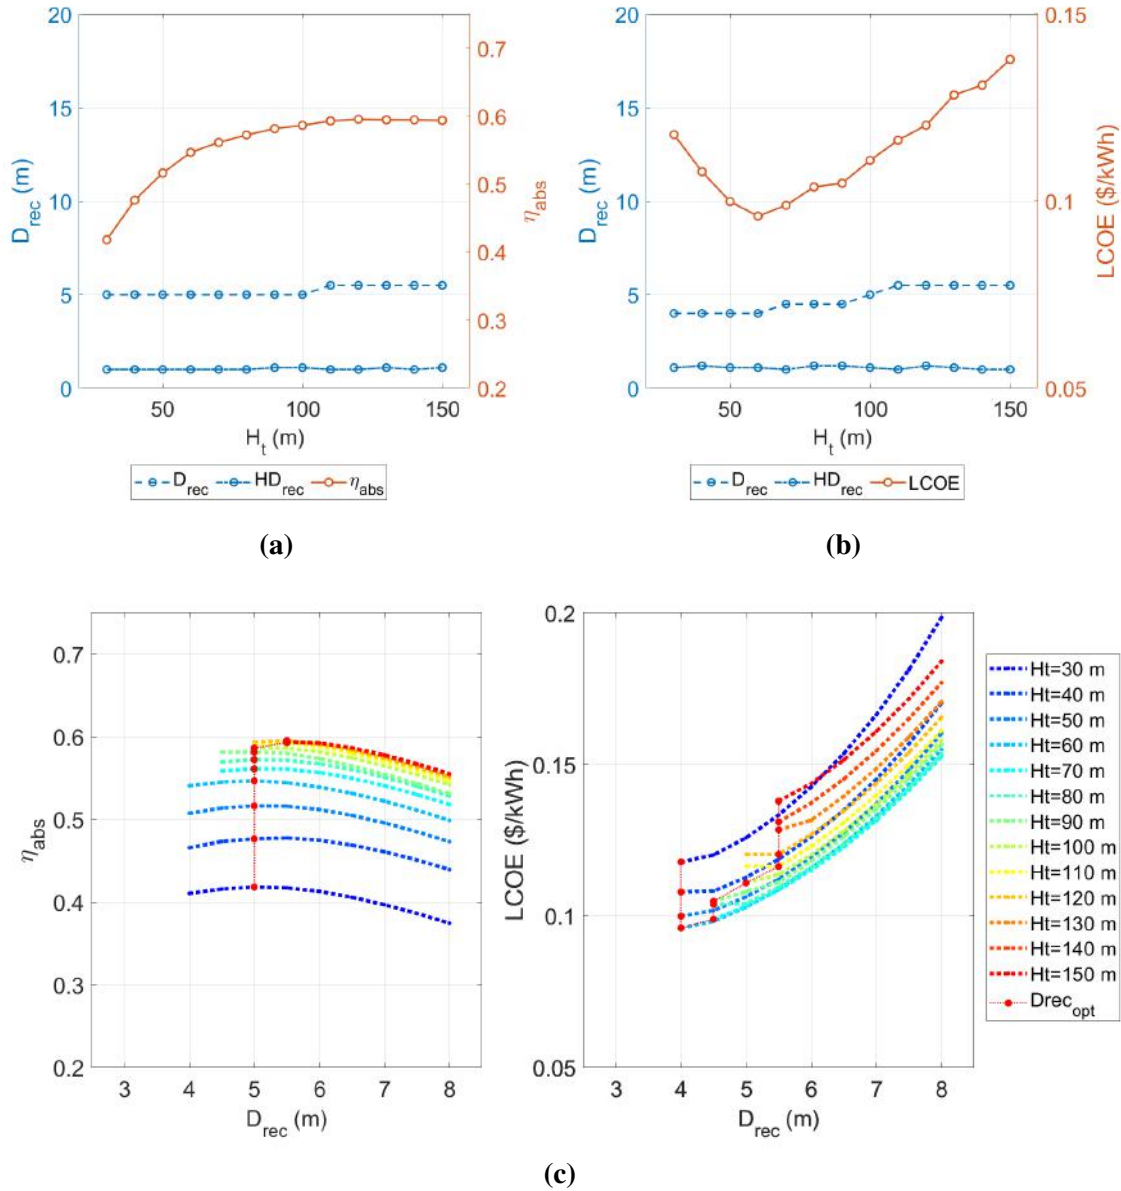 20
15
10
5
0
D_rec (m)
0.7
0.6
0.5
0.4
0.3
0.2
η_abs
50 100 150
H_t (m)
D_rec HD_rec η_abs
(a)
20
15
10
5
0
D_rec (m)
0.15
0.1
0.05
LCOE ($/kWh)
50 100 150
H_t (m)
D_rec HD_rec LCOE
(b)
0.7
0.6
0.5
0.4
0.3
0.2
η_abs
3 4 5 6 7 8
D_rec (m)
0.2
0.15
0.1
0.05
LCOE ($/kWh)
3 4 5 6 7 8
D_rec (m)
Ht=30 m
Ht=40 m
Ht=50 m
Ht=60 m
Ht=70 m
Ht=80 m
Ht=90 m
Ht=100 m
Ht=110 m
Ht=120 m
Ht=130 m
Ht=140 m
Ht=150 m
Drec_opt
(c)